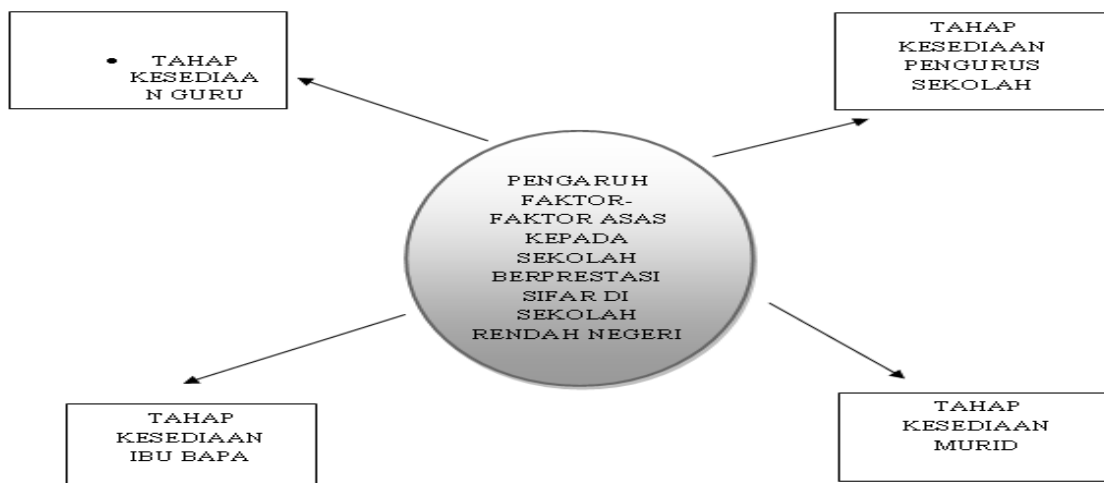 • TAHAP
KESEDIAA
N GURU
TAHAP
KESEDIAAN
PENGURUS
SEKOLAH
PENGARUH
FAKTOR-
FAKTOR ASAS
KEPADA
SEKOLAH
BERPRESTASI
SIFAR DI
SEKOLAH
RENDAH NEGERI
TAHAP
KESEDIAAN
IBU BAPA
TAHAP
KESEDIAAN
MURID